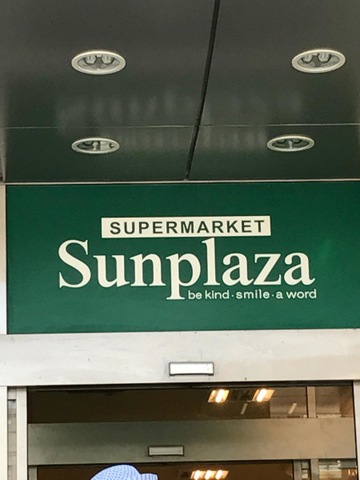 SUPERMARKET
Sunplaza
be kind · smile · a word